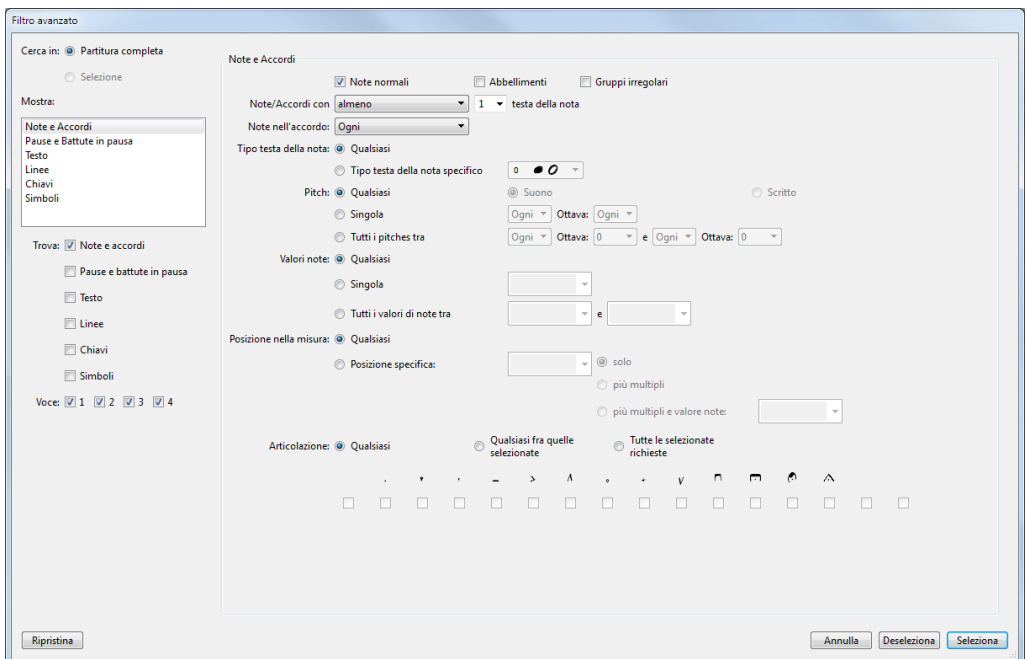 Filtro avanzato
Cerca in: Partitura completa
Selezione
Mostra:
Note e Accordi
Pause e Battute in pausa
Testo
Linee
Chiavi
Simboli
Trova: Note e accordi
Pause e battute in pausa
Testo
Linee
Chiavi
Simboli
Voce: 1 2 3 4
Note e Accordi
Note normali Abbellimenti Gruppi irregolari
Note/Accordi con almeno 1 testa della nota
Note nell'accordo: Ogni
Tipo testa della nota: Qualsiasi
Tipo testa della nota specifico 0
Pitch: Qualsiasi Suono Scritto
Singola Ogni Ottava: Ogni
Tutti i pitches tra Ogni Ottava: 0 e Ogni Ottava: 0
Valori note: Qualsiasi
Singola
Tutti i valori di note tra e
Posizione nella misura: Qualsiasi
Posizione specifica: solo
più multipli
più multipli e valore note:
Articolazione: Qualsiasi Qualsiasi fra quelle selezionate Tutte le selezionate richieste
Ripristina Annulla Deseleziona Seleziona